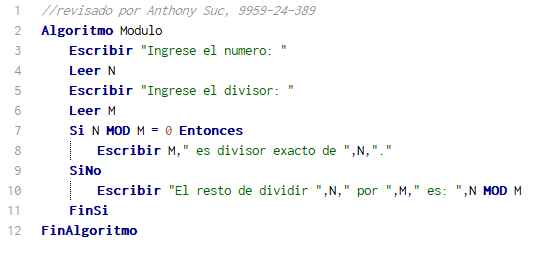 1 //revisado por Anthony Suc, 9959-24-389
2 Algoritmo Modulo
3 Escribir "Ingrese el numero: "
4 Leer N
5 Escribir "Ingrese el divisor: "
6 Leer M
7 Si N MOD M = 0 Entonces
8 Escribir M," es divisor exacto de ",N,"."
9 SiNo
10 Escribir "El resto de dividir ",N," por ",M," es: ",N MOD M
11 FinSi
12 FinAlgoritmo